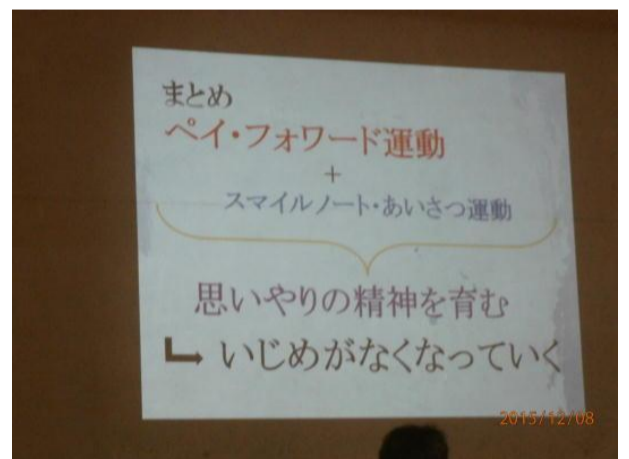 まとめ
ペイ・フォワード運動
+
スマイルノート・あいさつ運動
思いやりの精神を育む
いじめがなくなっていく
2015/12/08